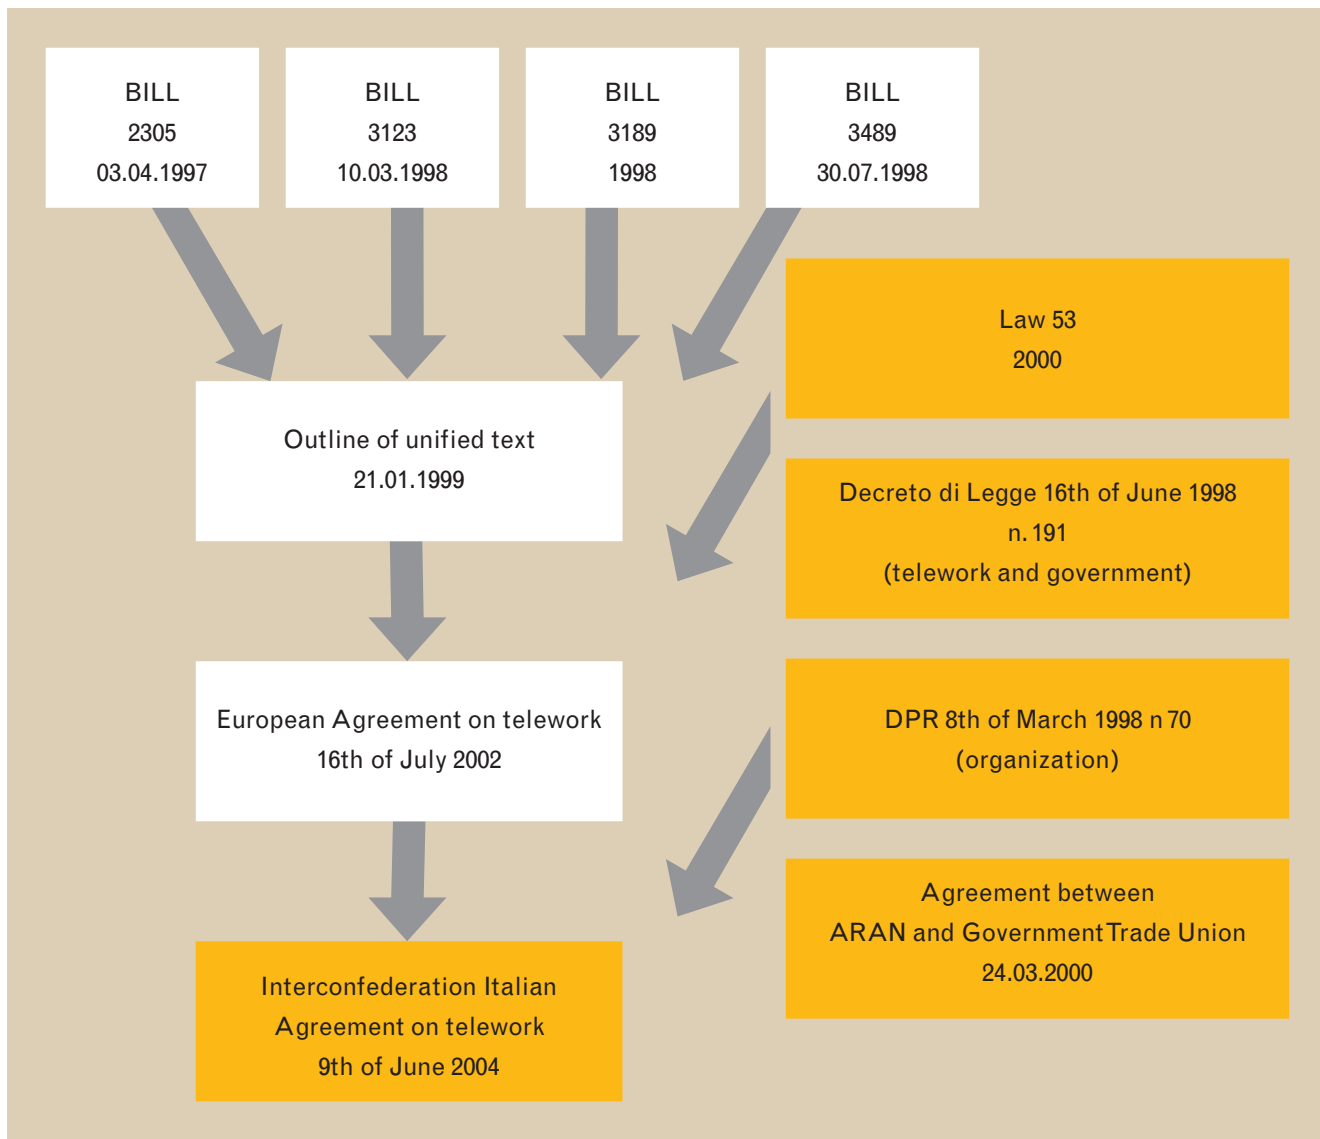 BILL
2305
03.04.1997
BILL
3123
10.03.1998
BILL
3189
1998
BILL
3489
30.07.1998
Law 53
2000
Outline of unified text
21.01.1999
Decreto di Legge 16th of June 1998
n. 191
(telework and government)
European Agreement on telework
16th of July 2002
DPR 8th of March 1998 n 70
(organization)
Agreement between
ARAN and Government Trade Union
24.03.2000
Interconfederation Italian
Agreement on telework
9th of June 2004